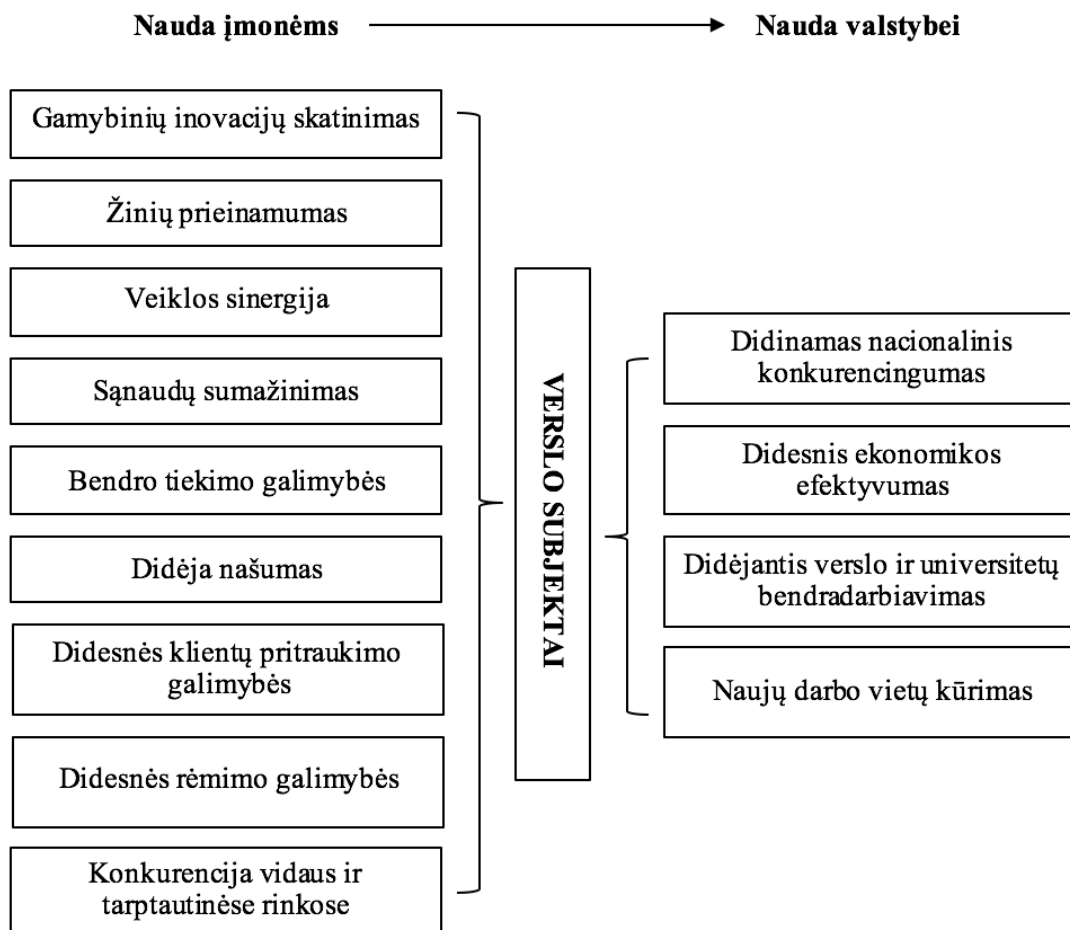 Nauda įmonėms
Nauda valstybei
Gamybinių inovacijų skatinimas
Žinių prieinamumas
Veiklos sinergija
Sąnaudų sumažinimas
Bendro tiekimo galimybės
Didėja našumas
Didesnės klientų pritraukimo
galimybės
Didesnės rėmimo galimybės
Konkurencija vidaus ir
tarptautinėse rinkose
VERSLO SUBJEKTAI
Didinamas nacionalinis
konkurencingumas
Didesnis ekonomikos
efektyvumas
Didėjantis verslo ir universitetų
bendradarbiavimas
Naujų darbo vietų kūrimas